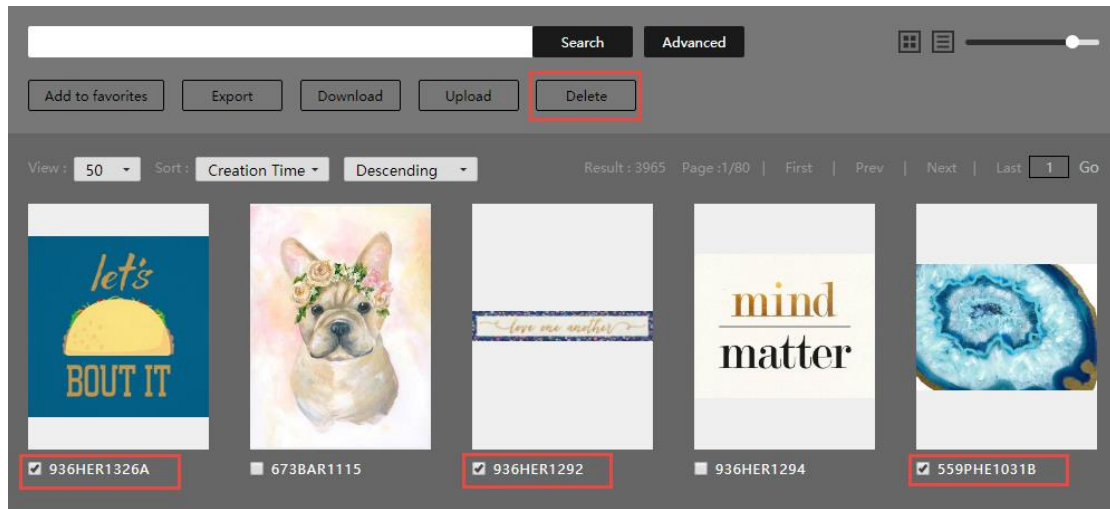 Search Advanced
Add to favorites Export Download Upload Delete
View : 50 Sort : Creation Time Descending Result : 3965 Page :1/80 | First | Prev | Next | Last 1 Go
let's
BOUT IT
love one another
mind
matter
936HER1326A 673BAR1115 936HER1292 936HER1294 559PHE1031B